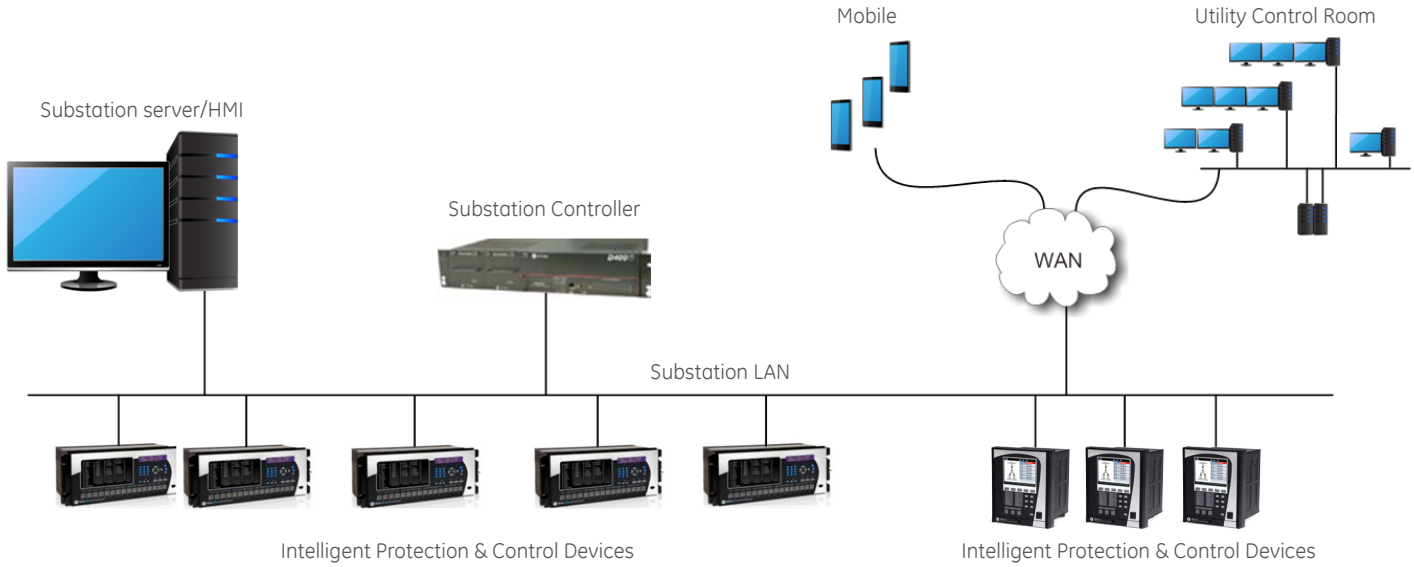 Mobile
Utility Control Room
Substation server/HMI
Substation Controller
D400
WAN
Substation LAN
Intelligent Protection & Control Devices
Intelligent Protection & Control Devices